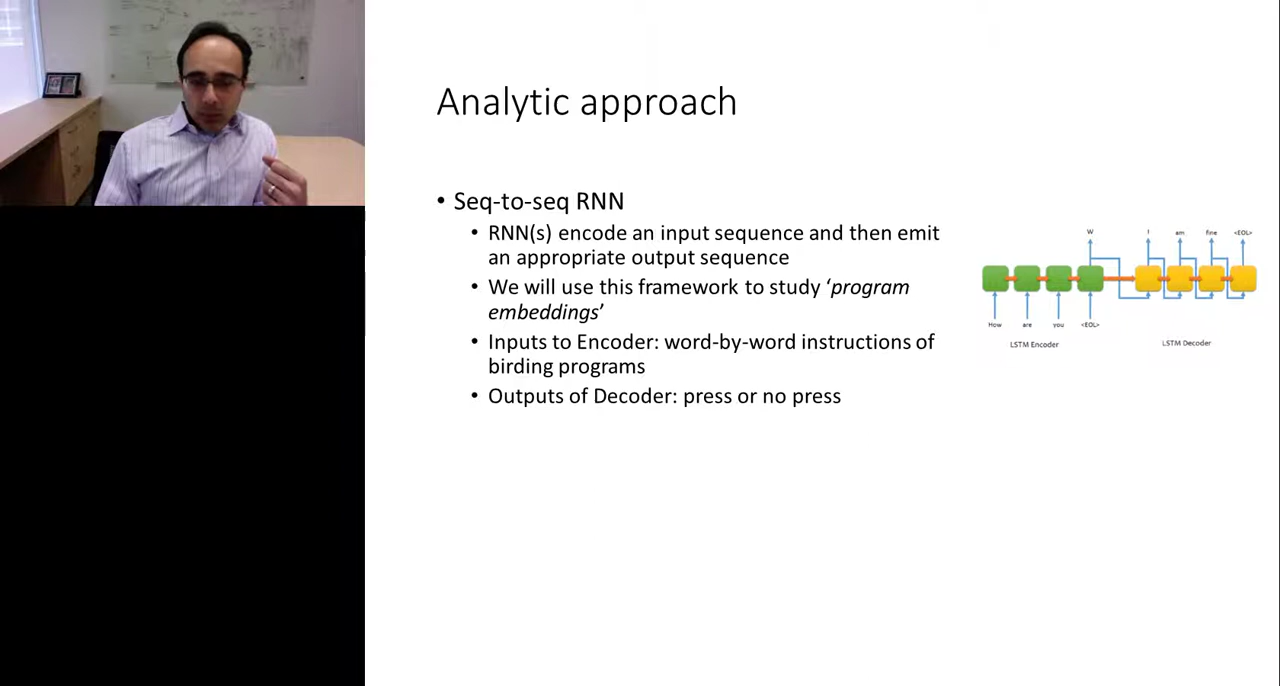 Analytic approach
• Seq-to-seq RNN
• RNN(s) encode an input sequence and then emit
an appropriate output sequence
• We will use this framework to study ‘program
embeddings’
• Inputs to Encoder: word-by-word instructions of
birding programs
• Outputs of Decoder: press or no press
W I am fine <EOL>
How are you <EOL>
LSTM Encoder
LSTM Decoder